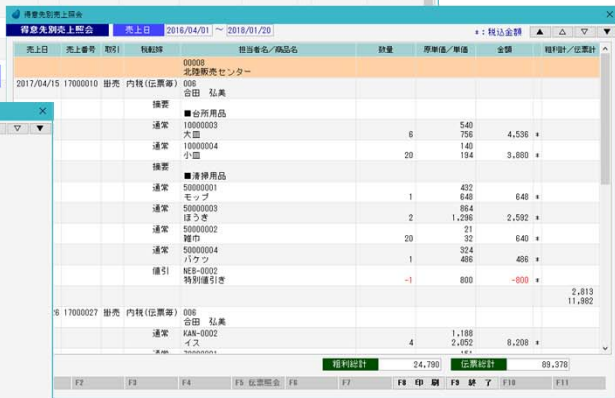 得意先別売上照会
得意先別売上照会 売上日 2016/04/01 ～ 2018/01/20 *：税込金額 ▲ △ ▽ ▼
売上日 売上番号 取引 税転嫁 担当者名／商品名 数量 原単価／単価 金額 粗利計／伝票計
00008
北陸販売センター
2017/04/15 17000010 掛売 内税(伝票毎) 006
合田 弘美
摘要
■台所用品
通常 10000003 540
大皿 6 756 4,536 *
通常 10000004 140
小皿 20 194 3,880 *
摘要
■清掃用品
通常 50000001 432
モップ 1 648 648 *
通常 50000003 864
ほうき 2 1,296 2,592 *
通常 50000002 21
雑巾 20 32 640 *
通常 50000004 324
バケツ 1 486 486 *
値引 NEB-0002
特別値引き -1 800 -800 *
2,813
11,982
17000027 掛売 内税(伝票毎) 006
合田 弘美
通常 KAN-0002 1,188
イス 4 2,052 8,208 *
粗利総計 24,790 伝票総計 89,378
F2 F3 F4 F5 伝票照会 F6 F7 F8 印 刷 F9 終 了 F10 F11